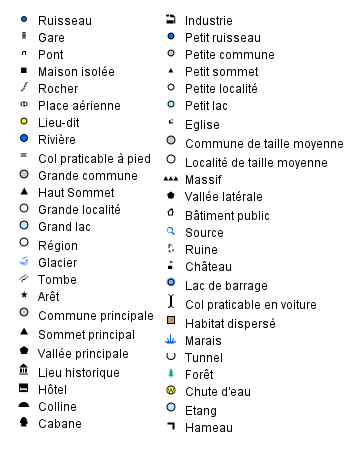 Ruisseau
Gare
Pont
Maison isolée
Rocher
Place aérienne
Lieu-dit
Rivière
Col praticable à pied
Grande commune
Haut Sommet
Grande localité
Grand lac
Région
Glacier
Tombe
Arêt
Commune principale
Sommet principal
Vallée principale
Lieu historique
Hôtel
Colline
Cabane
Industrie
Petit ruisseau
Petite commune
Petit sommet
Petite localité
Petit lac
Eglise
Commune de taille moyenne
Localité de taille moyenne
Massif
Vallée latérale
Bâtiment public
Source
Ruine
Château
Lac de barrage
Col praticable en voiture
Habitat dispersé
Marais
Tunnel
Forêt
Chute d'eau
Etang
Hameau